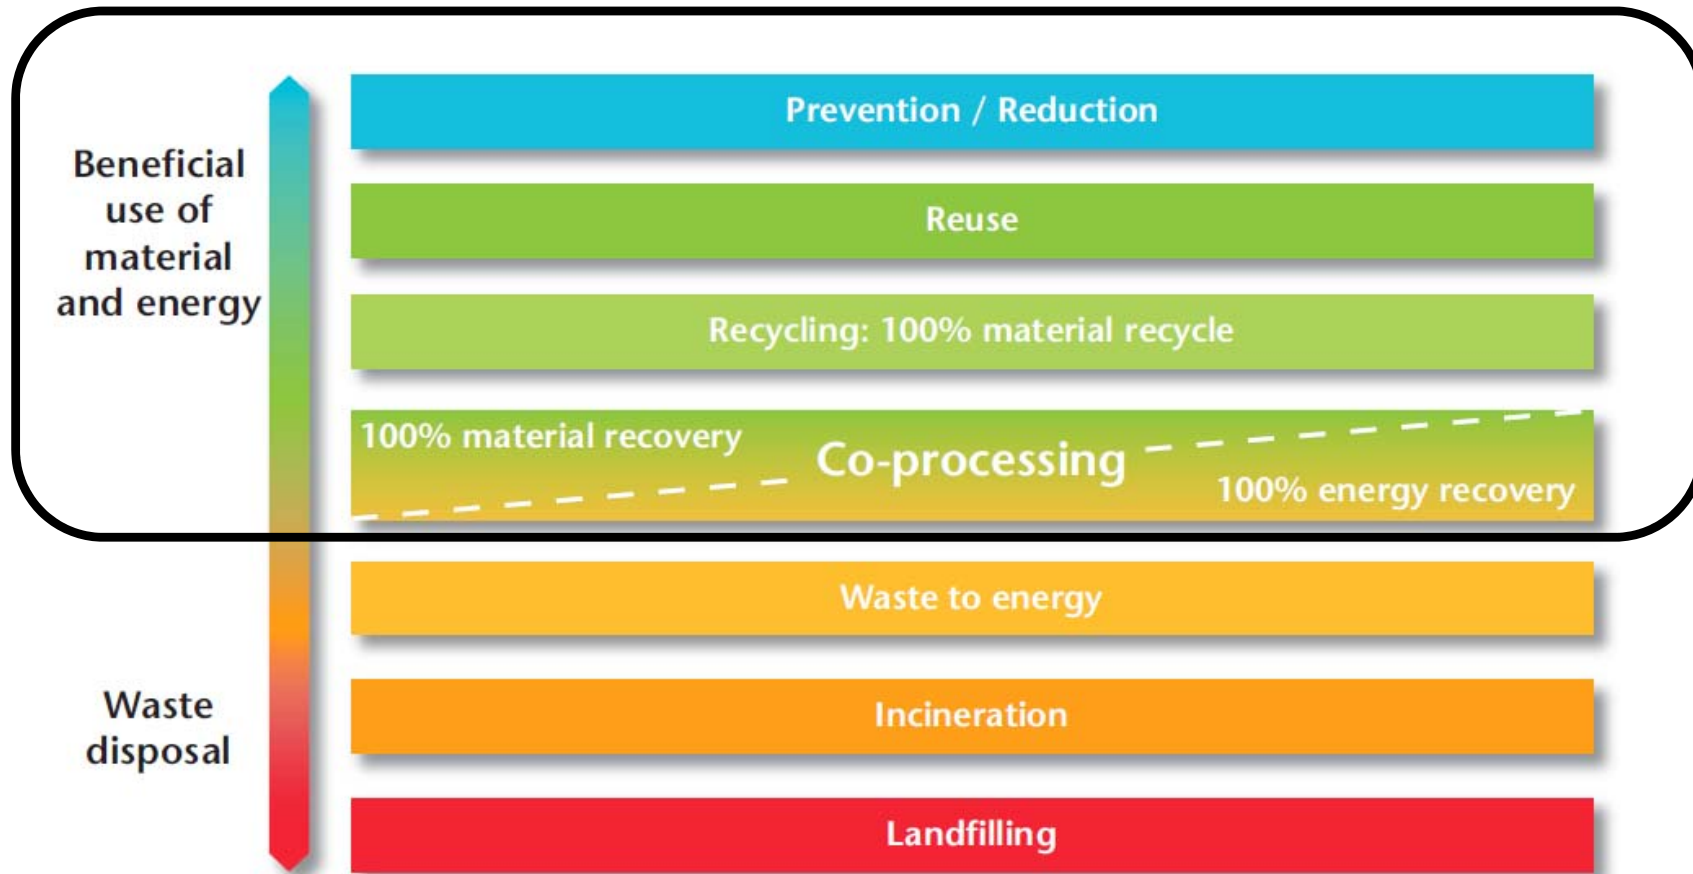 Prevention / Reduction
Beneficial
use of
material
and energy
Reuse
Recycling: 100% material recycle
100% material recovery
Co-processing
100% energy recovery
Waste to energy
Waste
disposal
Incineration
Landfilling